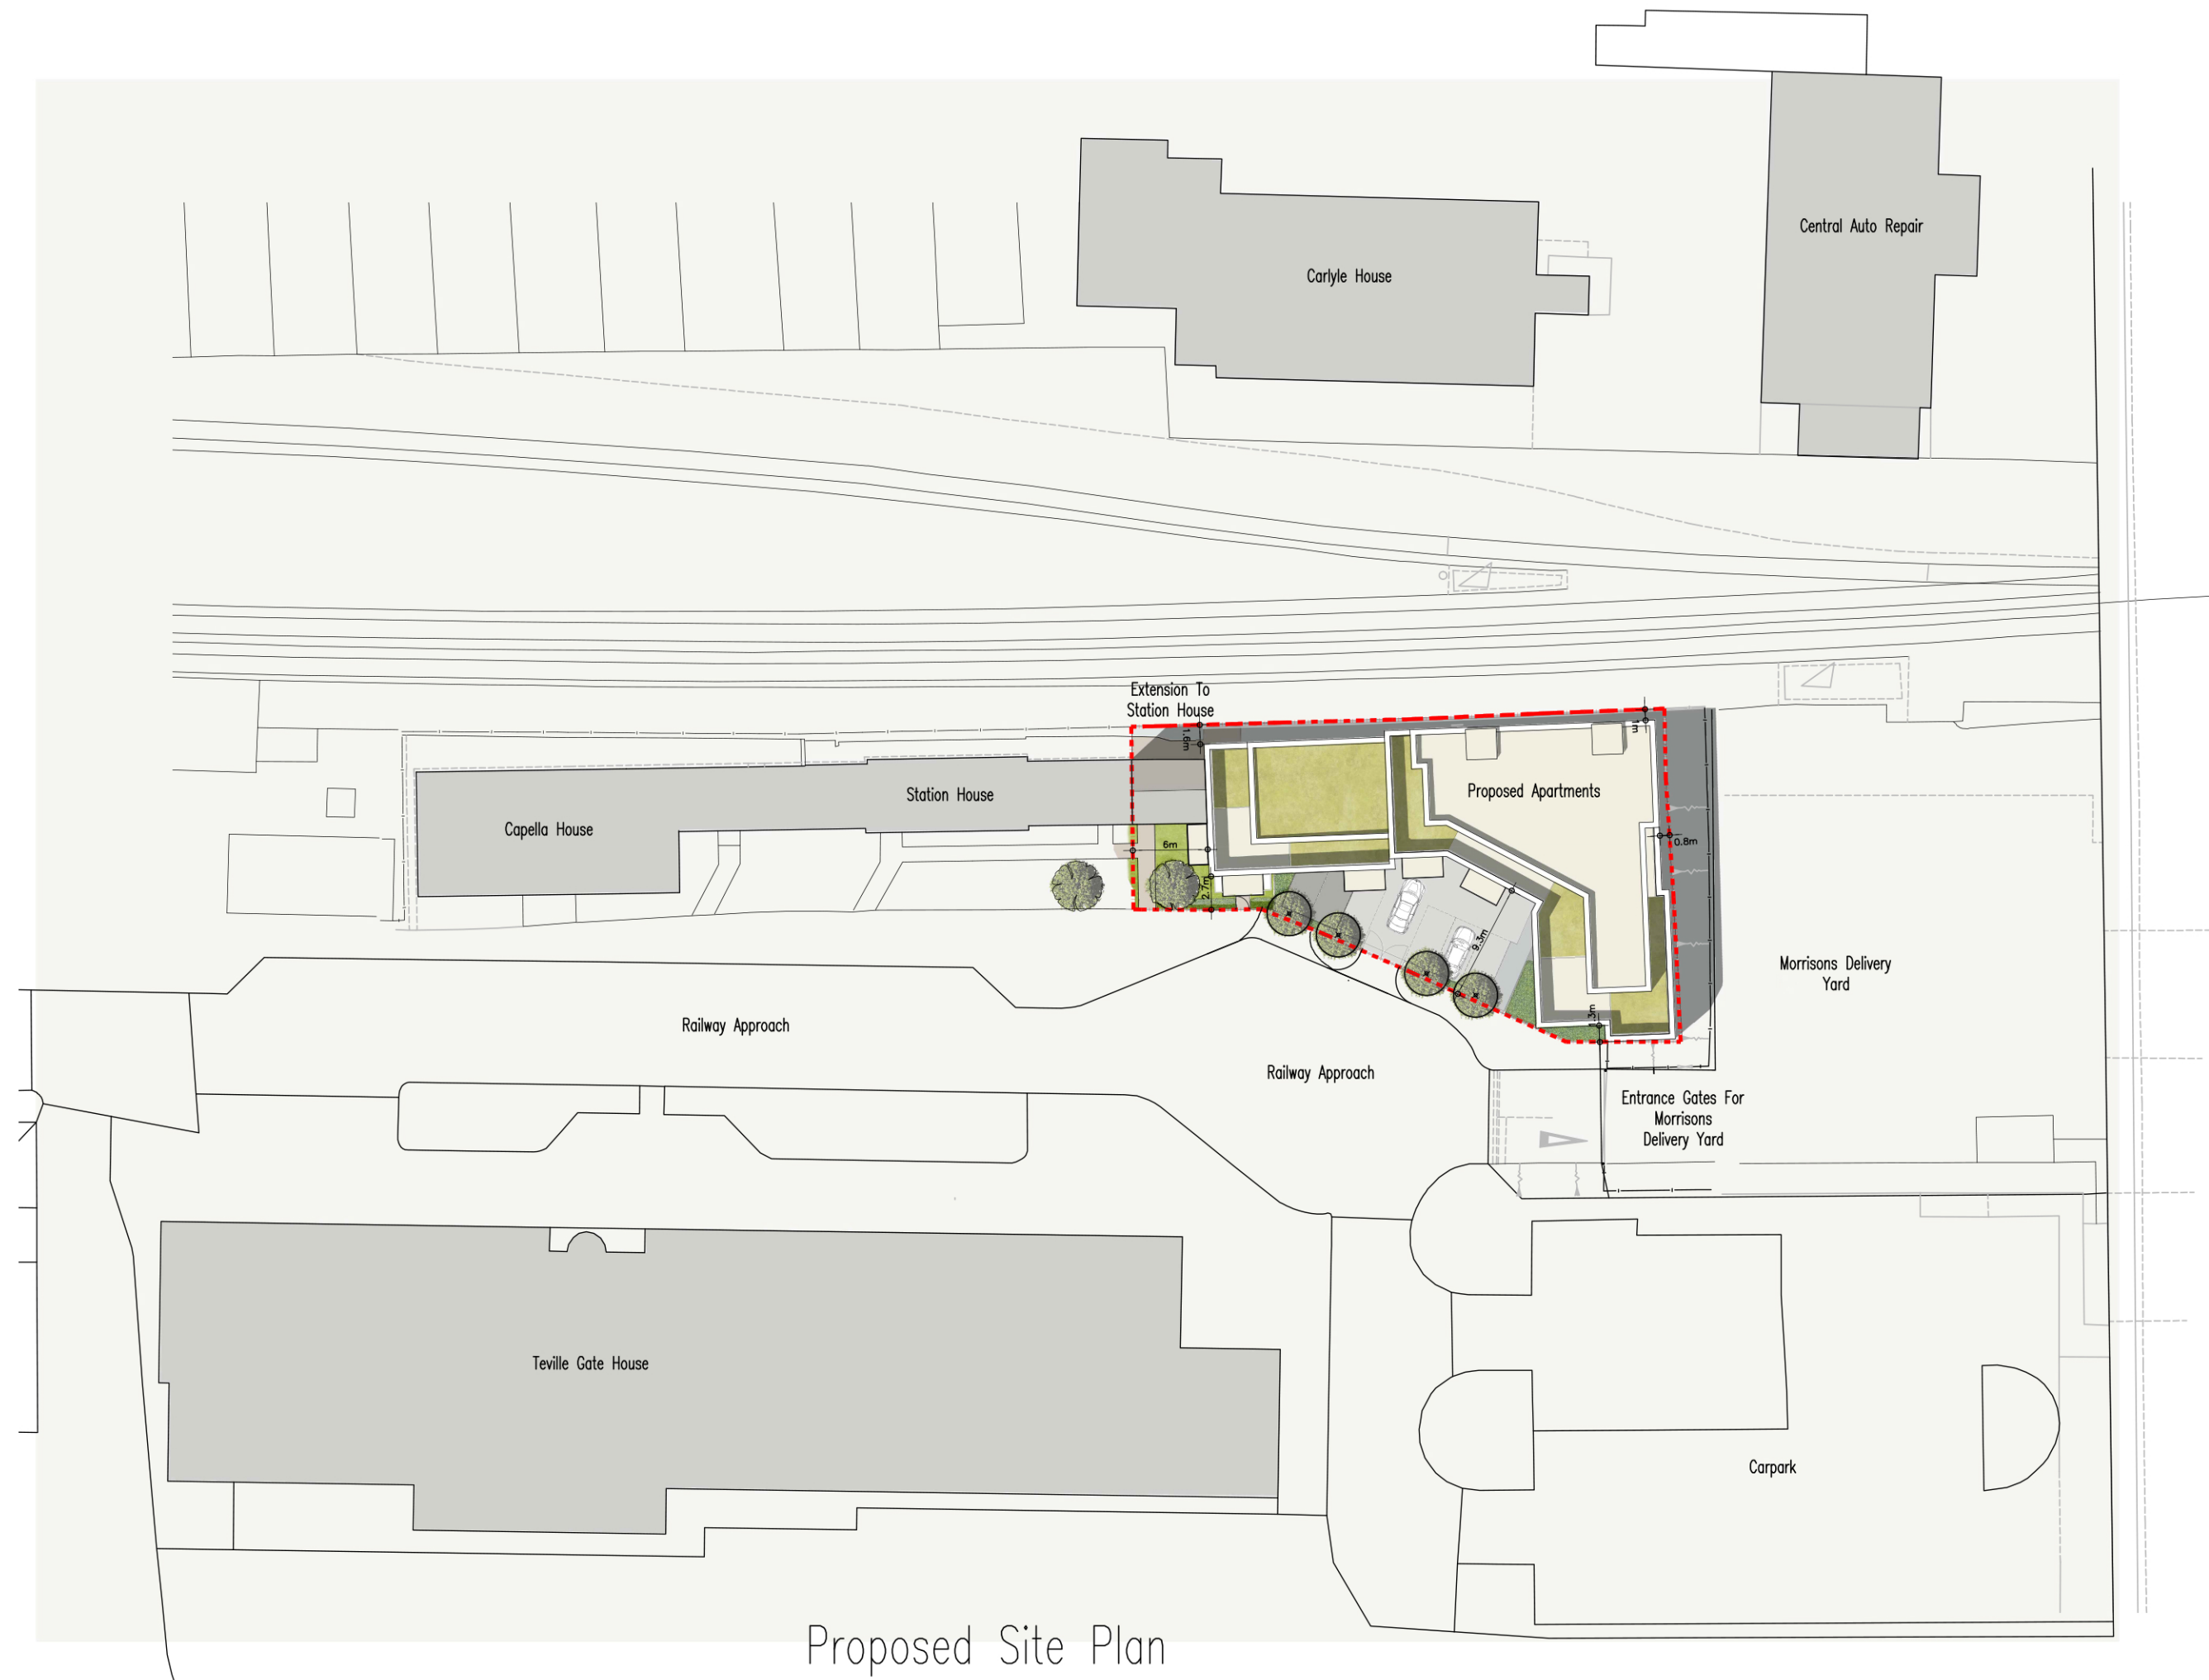 Central Auto Repair
Carlyle House
Extension To
Station House
1.6m
1m
Proposed Apartments
Station House
Capella House
0.8m
6m
2.7m
9.3m
Morrisons Delivery
Yard
Railway Approach
Railway Approach
Entrance Gates For
Morrisons
Delivery Yard
Teville Gate House
Carpark
Proposed Site Plan